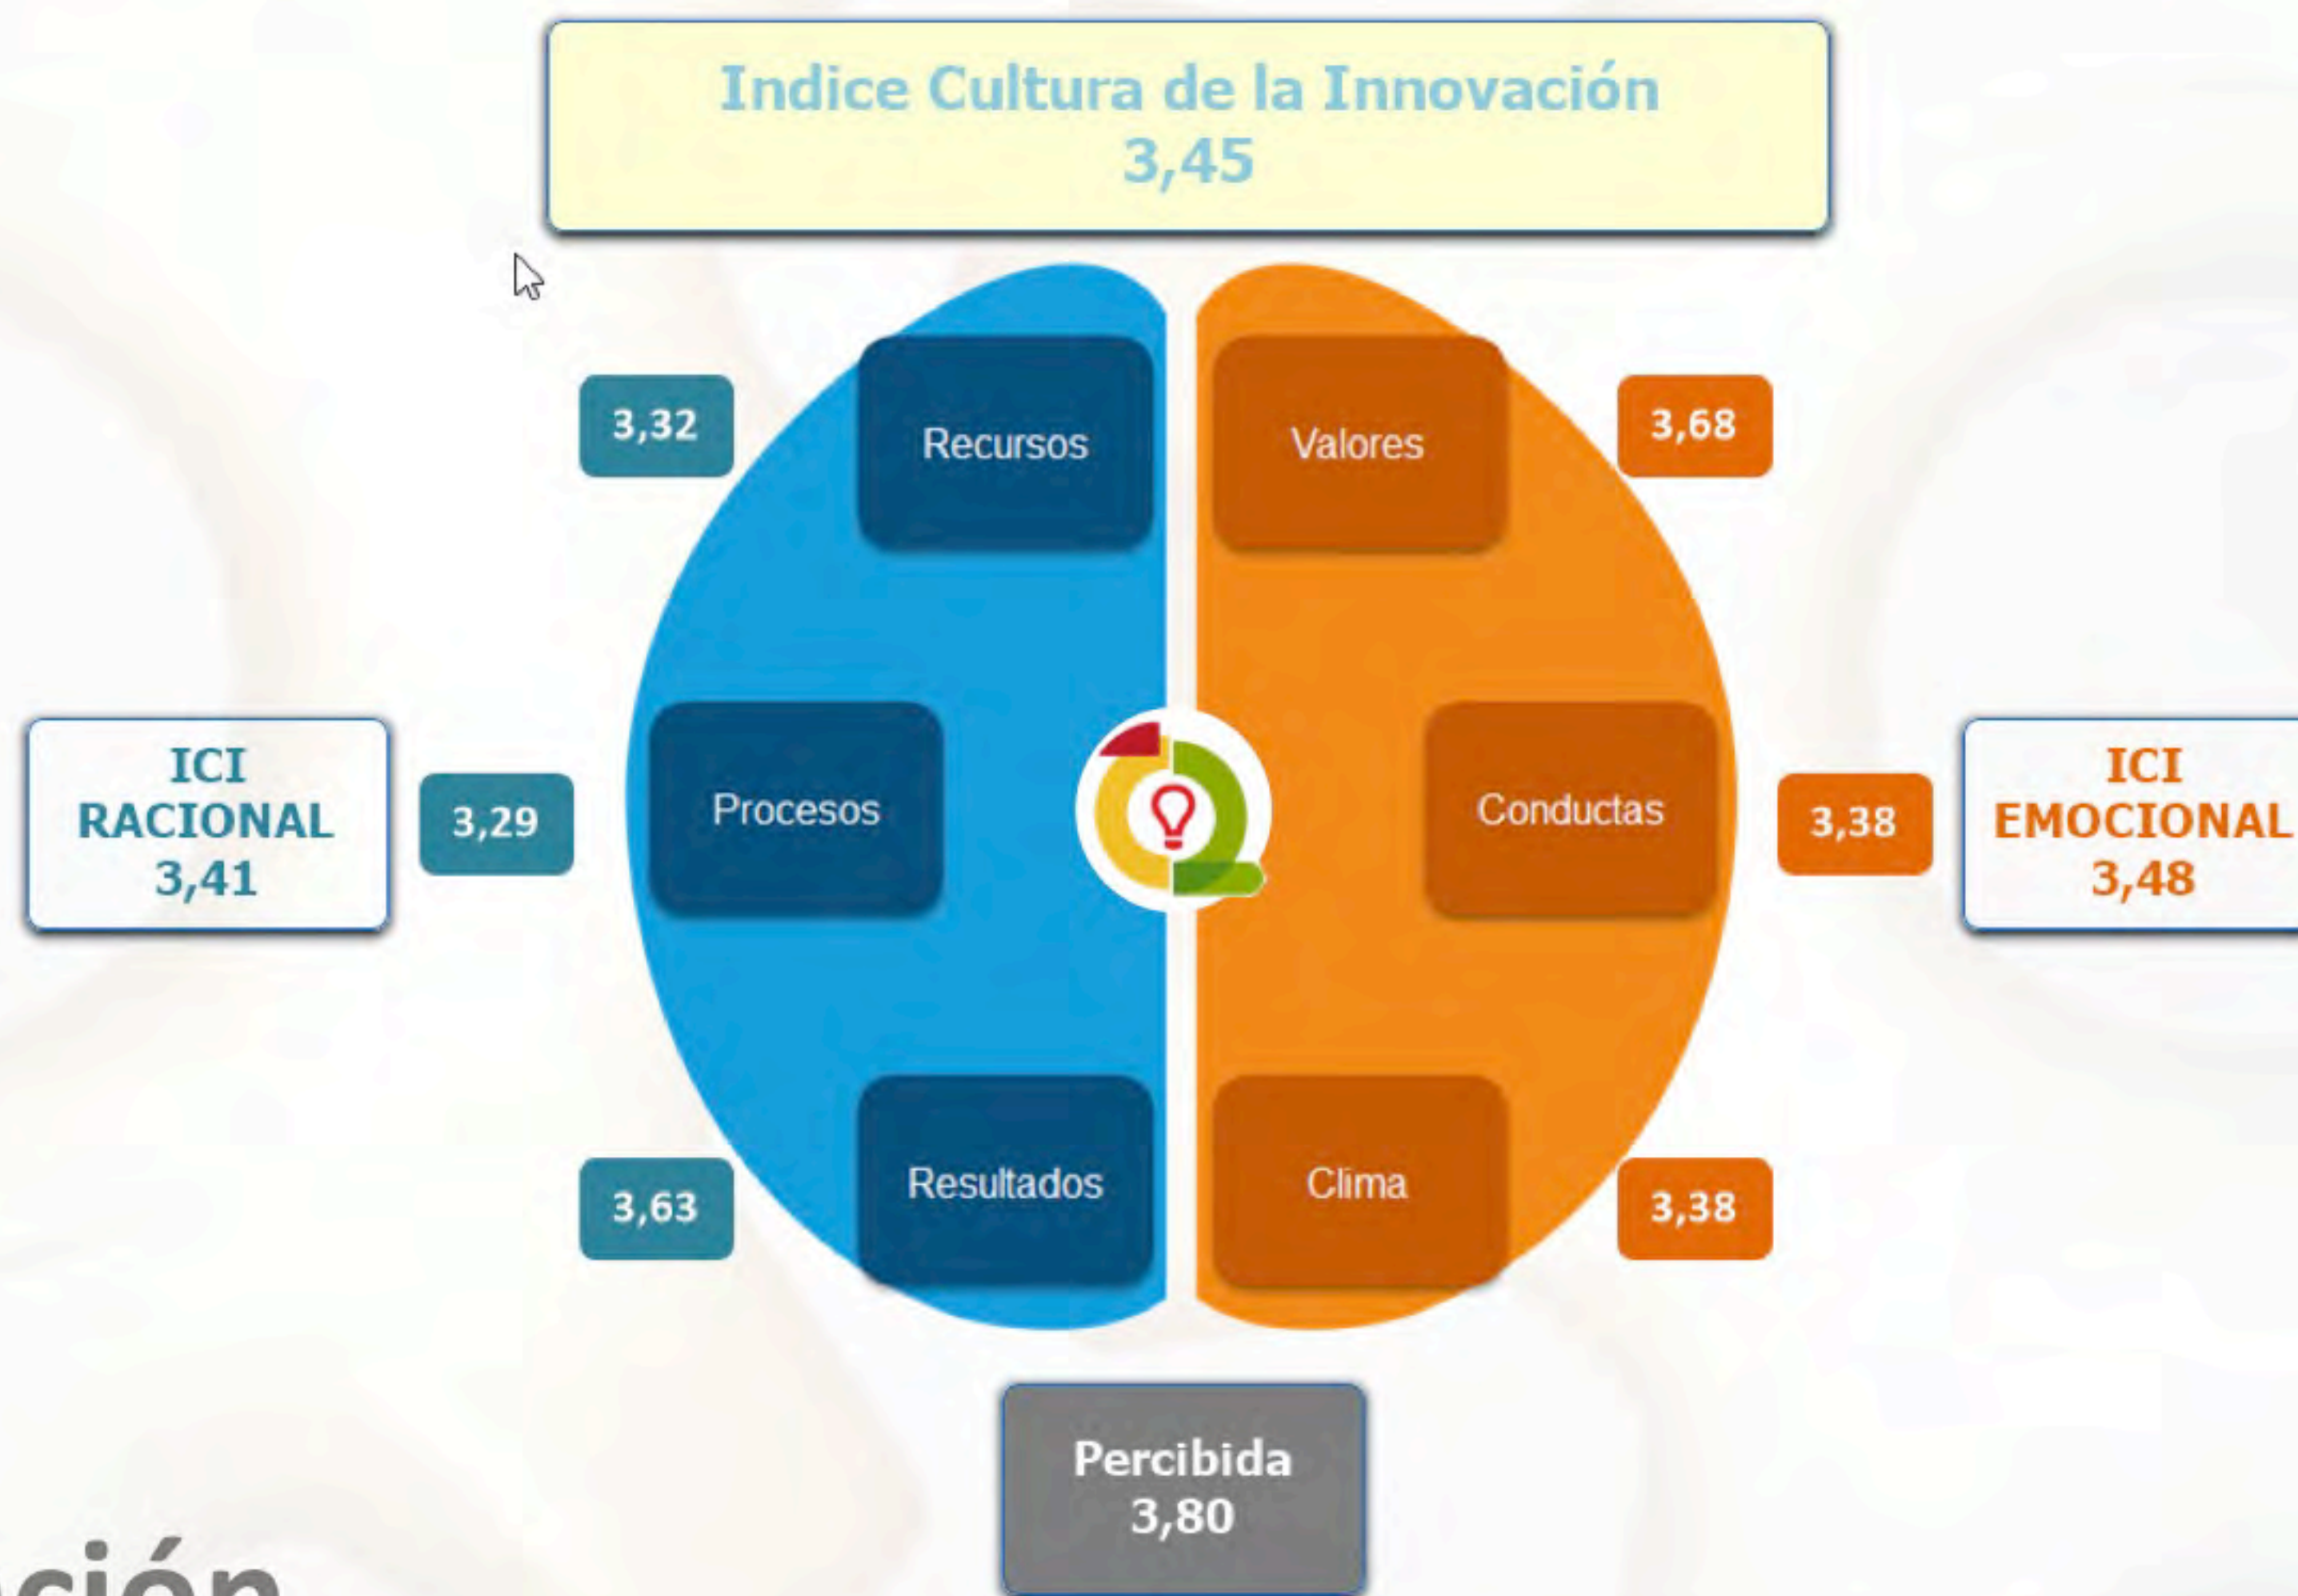 Indice Cultura de la Innovación
3,45
3,32
Recursos
Valores
3,68
ICI
RACIONAL
3,41
3,29
Procesos
Conductas
3,38
ICI
EMOCIONAL
3,48
3,63
Resultados
Clima
3,38
Percibida
3,80